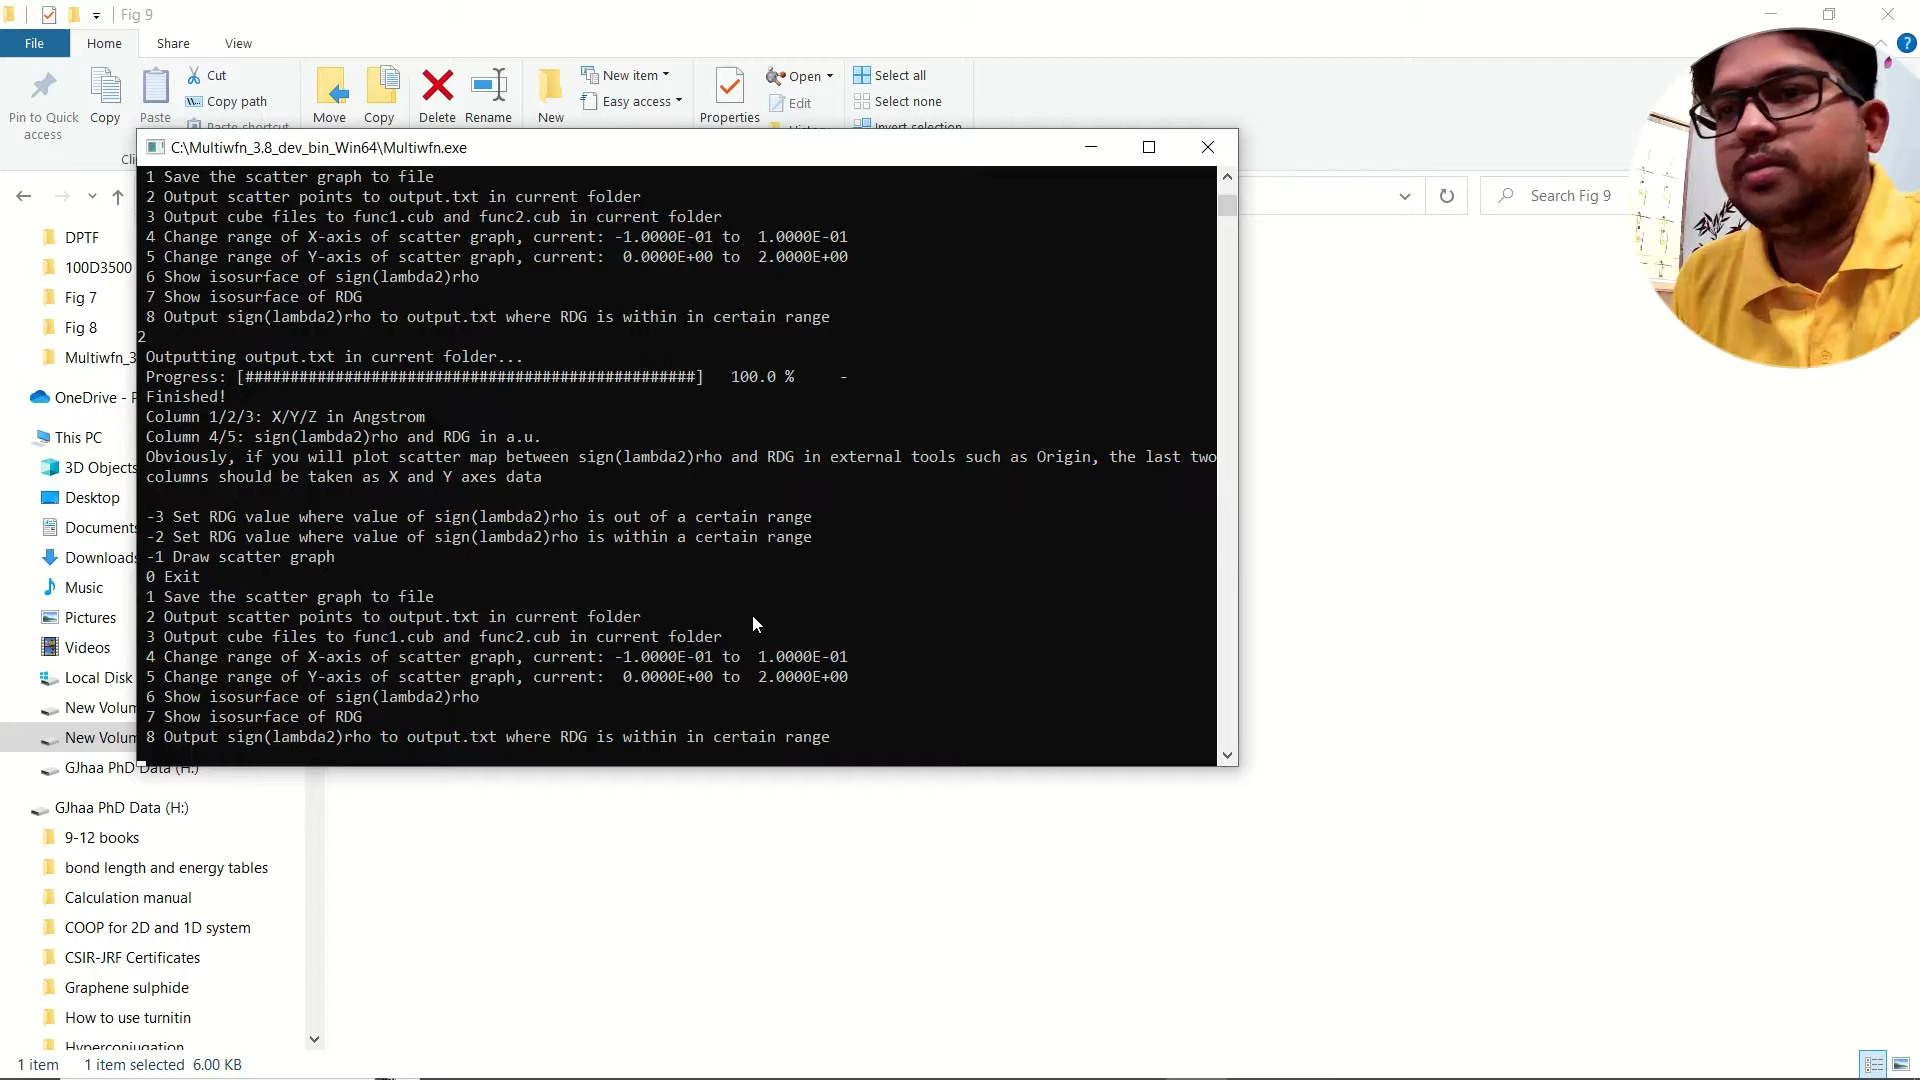 Fig 9
File
Home
Share
View
Pin to Quick access
Copy
Paste
Cut
Copy path
Paste shortcut
Move
Copy
Delete
Rename
New
New item
Easy access
Properties
Open
Edit
Select all
Select none
Invert selection
Search Fig 9
C:\Multiwfn_3.8_dev_bin_Win64\Multiwfn.exe
1 Save the scatter graph to file
2 Output scatter points to output.txt in current folder
3 Output cube files to func1.cub and func2.cub in current folder
4 Change range of X-axis of scatter graph, current: -1.0000E-01 to  1.0000E-01
5 Change range of Y-axis of scatter graph, current:  0.0000E+00 to  2.0000E+00
6 Show isosurface of sign(lambda2)rho
7 Show isosurface of RDG
8 Output sign(lambda2)rho to output.txt where RDG is within in certain range
2
Outputting output.txt in current folder...
Progress: [##################################################]   100.0 %     -
Finished!
Column 1/2/3: X/Y/Z in Angstrom
Column 4/5: sign(lambda2)rho and RDG in a.u.
Obviously, if you will plot scatter map between sign(lambda2)rho and RDG in external tools such as Origin, the last two
columns should be taken as X and Y axes data
-3 Set RDG value where value of sign(lambda2)rho is out of a certain range
-2 Set RDG value where value of sign(lambda2)rho is within a certain range
-1 Draw scatter graph
0 Exit
1 Save the scatter graph to file
2 Output scatter points to output.txt in current folder
3 Output cube files to func1.cub and func2.cub in current folder
4 Change range of X-axis of scatter graph, current: -1.0000E-01 to  1.0000E-01
5 Change range of Y-axis of scatter graph, current:  0.0000E+00 to  2.0000E+00
6 Show isosurface of sign(lambda2)rho
7 Show isosurface of RDG
8 Output sign(lambda2)rho to output.txt where RDG is within in certain range
DPTF
100D3500
Fig 7
Fig 8
Multiwfn_3
OneDrive - P
This PC
3D Objects
Desktop
Documents
Downloads
Music
Pictures
Videos
Local Disk
New Volum
New Volum
GJhaa PhD Data (H:)
GJhaa PhD Data (H:)
9-12 books
bond length and energy tables
Calculation manual
COOP for 2D and 1D system
CSIR-JRF Certificates
Graphene sulphide
How to use turnitin
Hyperconjugation
1 item
1 item selected  6.00 KB